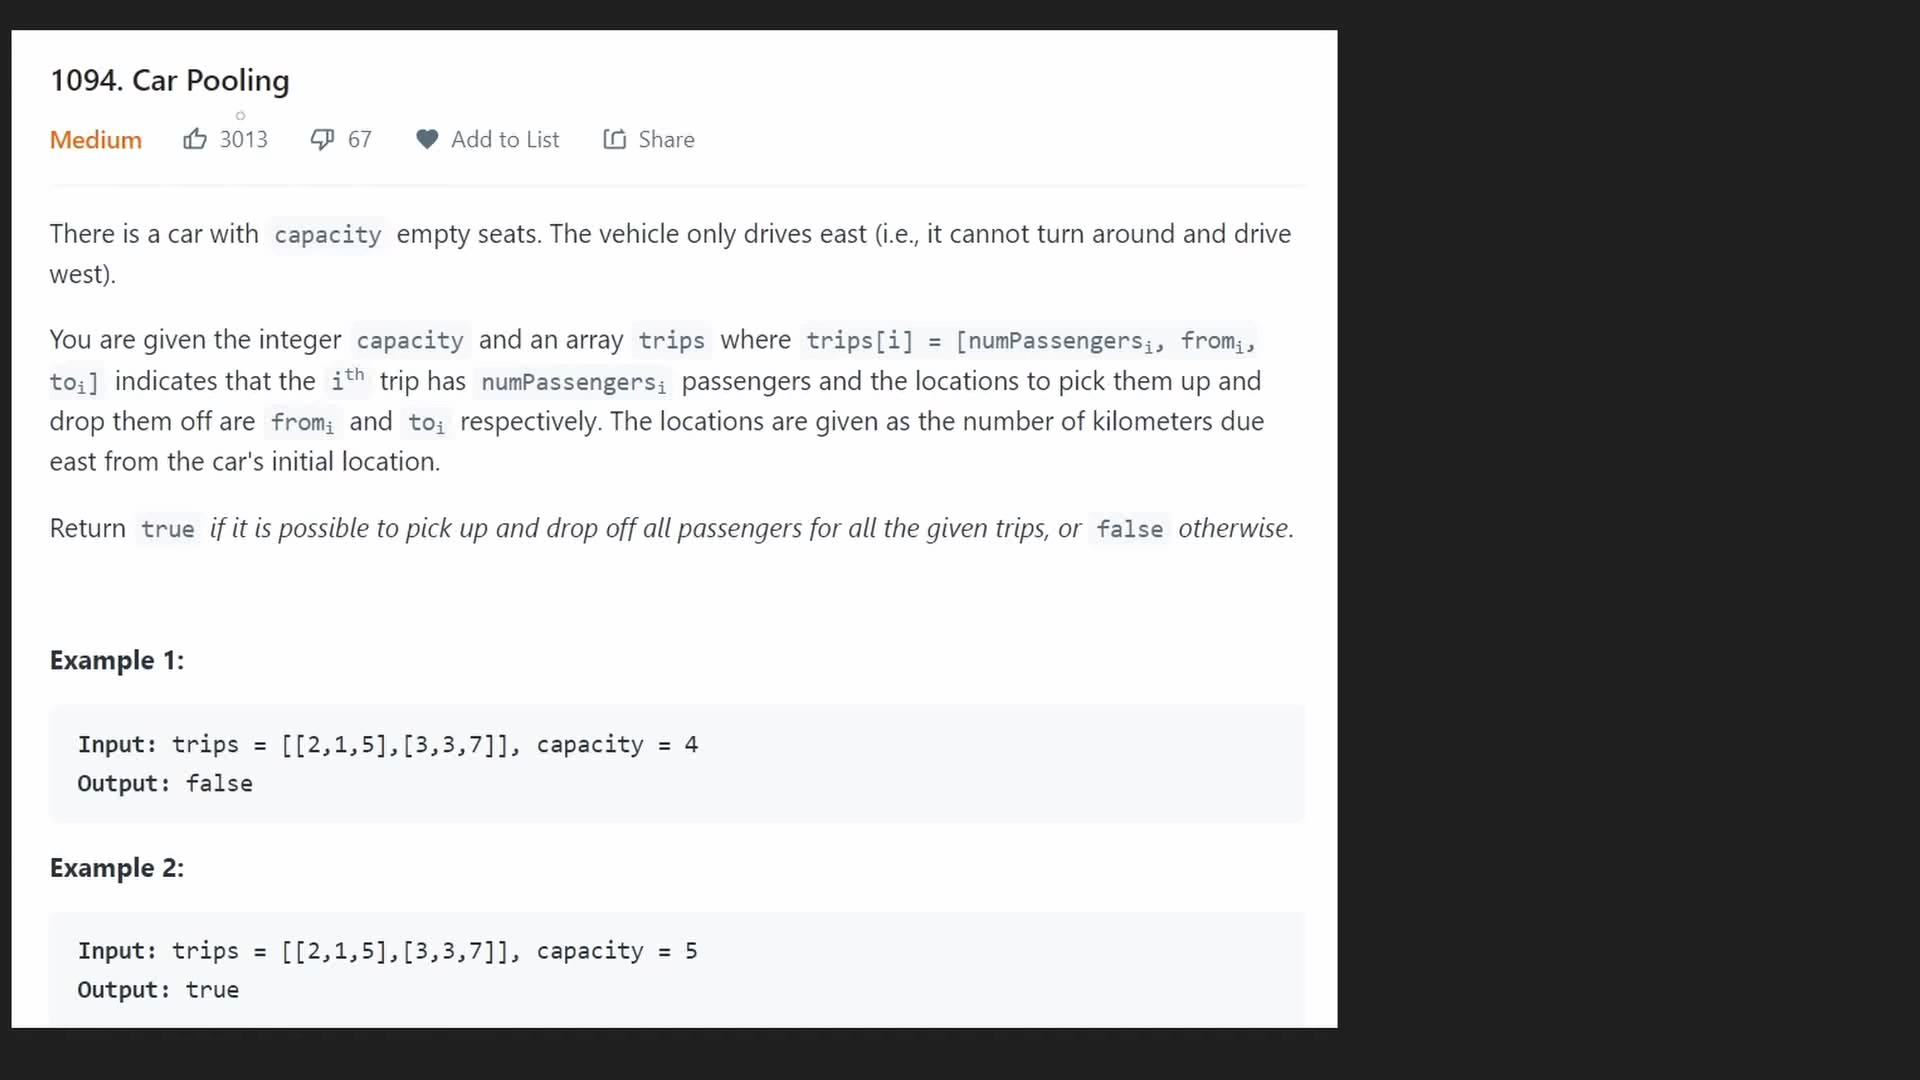 1094. Car Pooling
Medium 3013 67 Add to List Share
There is a car with capacity empty seats. The vehicle only drives east (i.e., it cannot turn around and drive
west).
You are given the integer capacity and an array trips where trips[i] = [numPassengersᵢ, fromᵢ,
toᵢ] indicates that the iᵗʰ trip has numPassengersᵢ passengers and the locations to pick them up and
drop them off are fromᵢ and toᵢ respectively. The locations are given as the number of kilometers due
east from the car's initial location.
Return true if it is possible to pick up and drop off all passengers for all the given trips, or false otherwise.
Example 1:
Input: trips = [[2,1,5],[3,3,7]], capacity = 4
Output: false
Example 2:
Input: trips = [[2,1,5],[3,3,7]], capacity = 5
Output: true